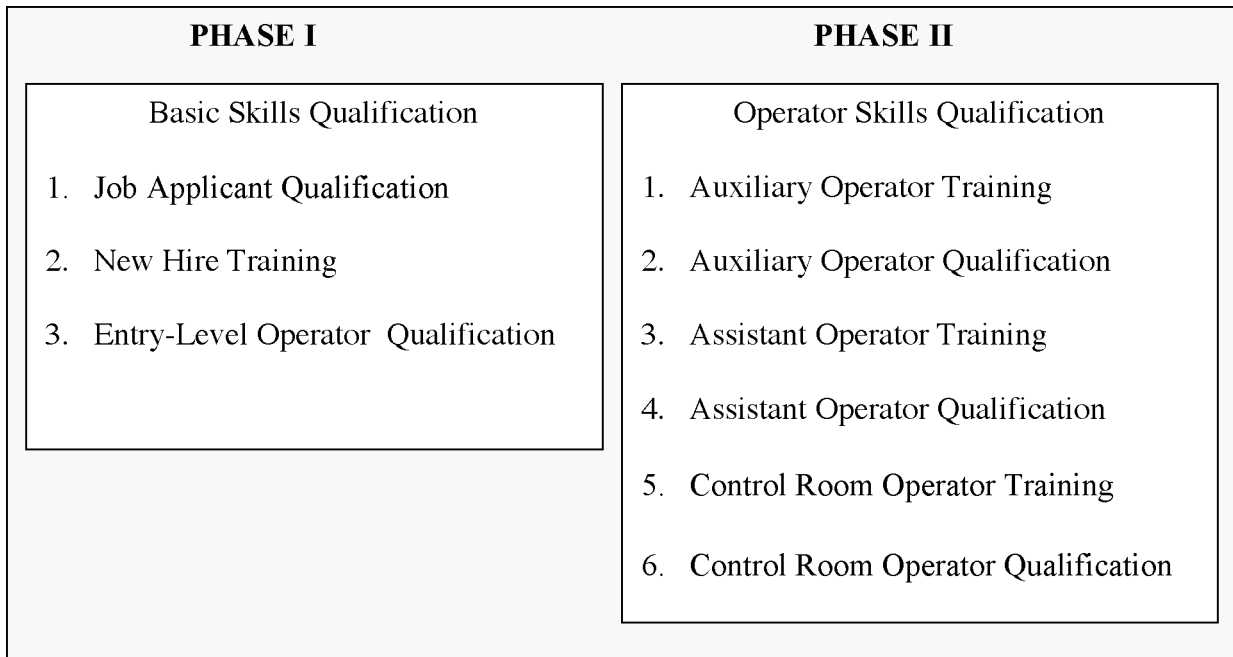 PHASE I
Basic Skills Qualification
1. Job Applicant Qualification
2. New Hire Training
3. Entry-Level Operator Qualification
PHASE II
Operator Skills Qualification
1. Auxiliary Operator Training
2. Auxiliary Operator Qualification
3. Assistant Operator Training
4. Assistant Operator Qualification
5. Control Room Operator Training
6. Control Room Operator Qualification